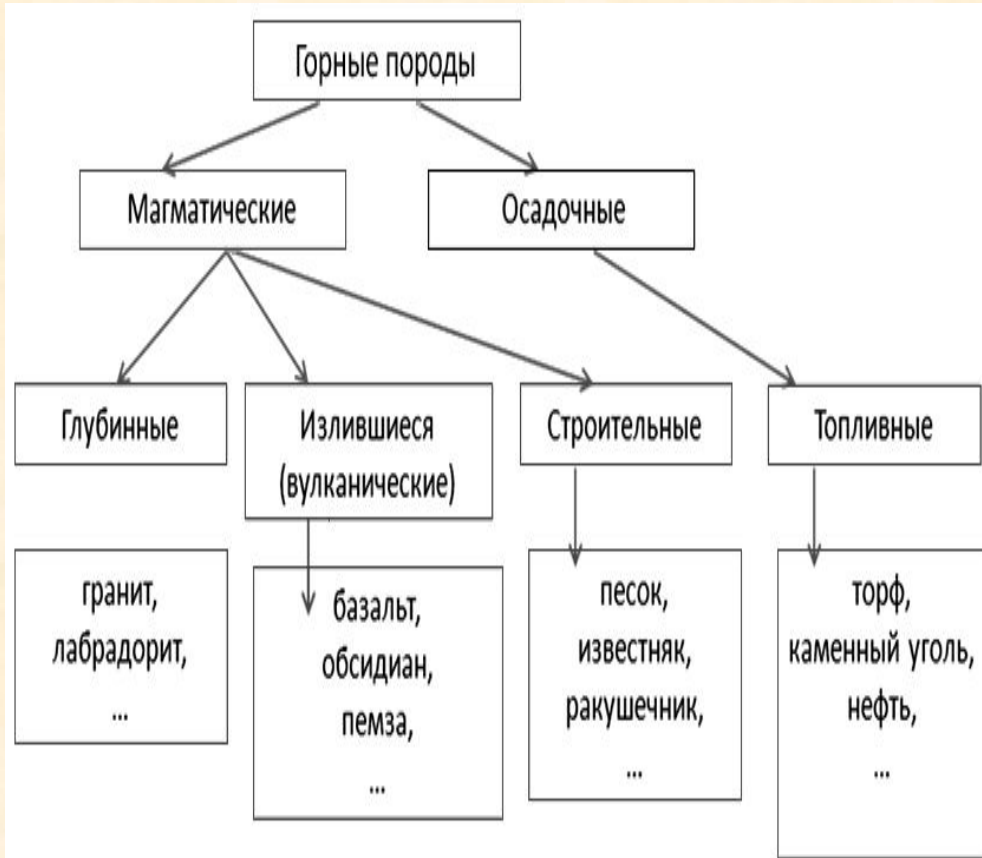 Горные породы
Магматические
Осадочные
Глубинные
Излившиеся
(вулканические)
Строительные
Топливные
гранит,
лабрадорит,
...
базальт,
обсидиан,
пемза,
...
песок,
известняк,
ракушечник,
...
торф,
каменный уголь,
нефть,
...